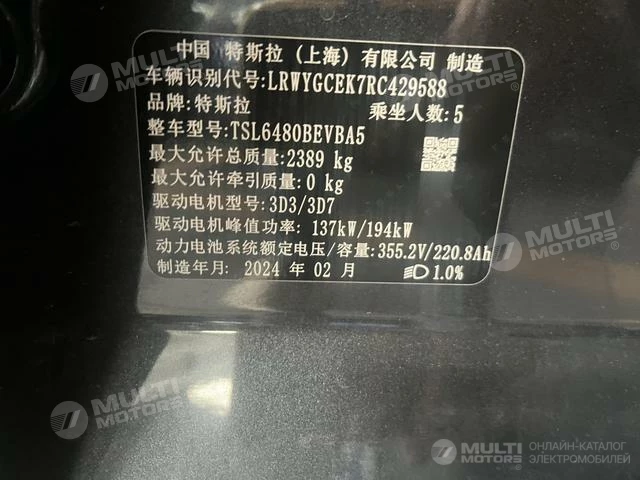 中国 特斯拉（上海）有限公司 制造
车辆识别代号:LRWYGCEK7RC429588
品牌:特斯拉 乘坐人数:5
整车型号:TSL6480BEVBA5
最大允许总质量:2389 kg
最大允许牵引质量:0 kg
驱动电机型号:3D3/3D7
驱动电机峰值功率: 137kW/194kW
动力电池系统额定电压/容量:355.2V/220.8Ah
制造年月: 2024 年 02 月 1.0%
MULTI MOTORS
MULTI MOTORS
MULTI MOTORS
MULTI MOTORS
MULTI MOTORS
ОНЛАЙН-КАТАЛОГ
ЭЛЕКТРОМОБИЛЕЙ